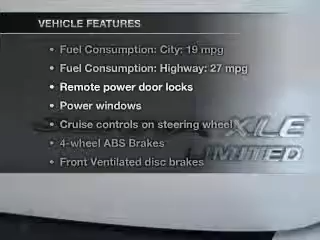 VEHICLE FEATURES
• Fuel Consumption: City: 19 mpg
• Fuel Consumption: Highway: 27 mpg
• Remote power door locks
• Power windows
• Cruise controls on steering wheel
• 4-wheel ABS Brakes
• Front Ventilated disc brakes
XLE
LIMITED